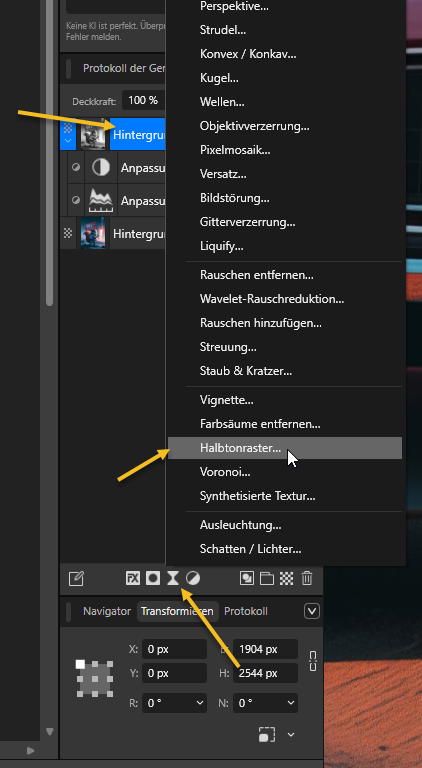 Perspektive...
Strudel...
Keine KI ist perfekt. Überprü
Fehler melden.
Konvex / Konkav...
Protokoll der Ger
Kugel...
Deckkraft: 100 %
Wellen...
Objektivverzerrung...
Hintergrun
Pixelmosaik...
Anpassu
Versatz...
Anpassu
Bildstörung...
Gitterverzerrung...
Hintergrun
Liquify...
Rauschen entfernen...
Wavelet-Rauschreduktion...
Rauschen hinzufügen...
Streuung...
Staub & Kratzer...
Vignette...
Farbsäume entfernen...
Halbtonraster...
Voronoi...
Synthetisierte Textur...
Ausleuchtung...
Schatten / Lichter...
FX
Navigator Transformieren Protokoll
X: 0 px 1904 px
Y: 0 px H: 2544 px
R: 0 ° N: 0 °